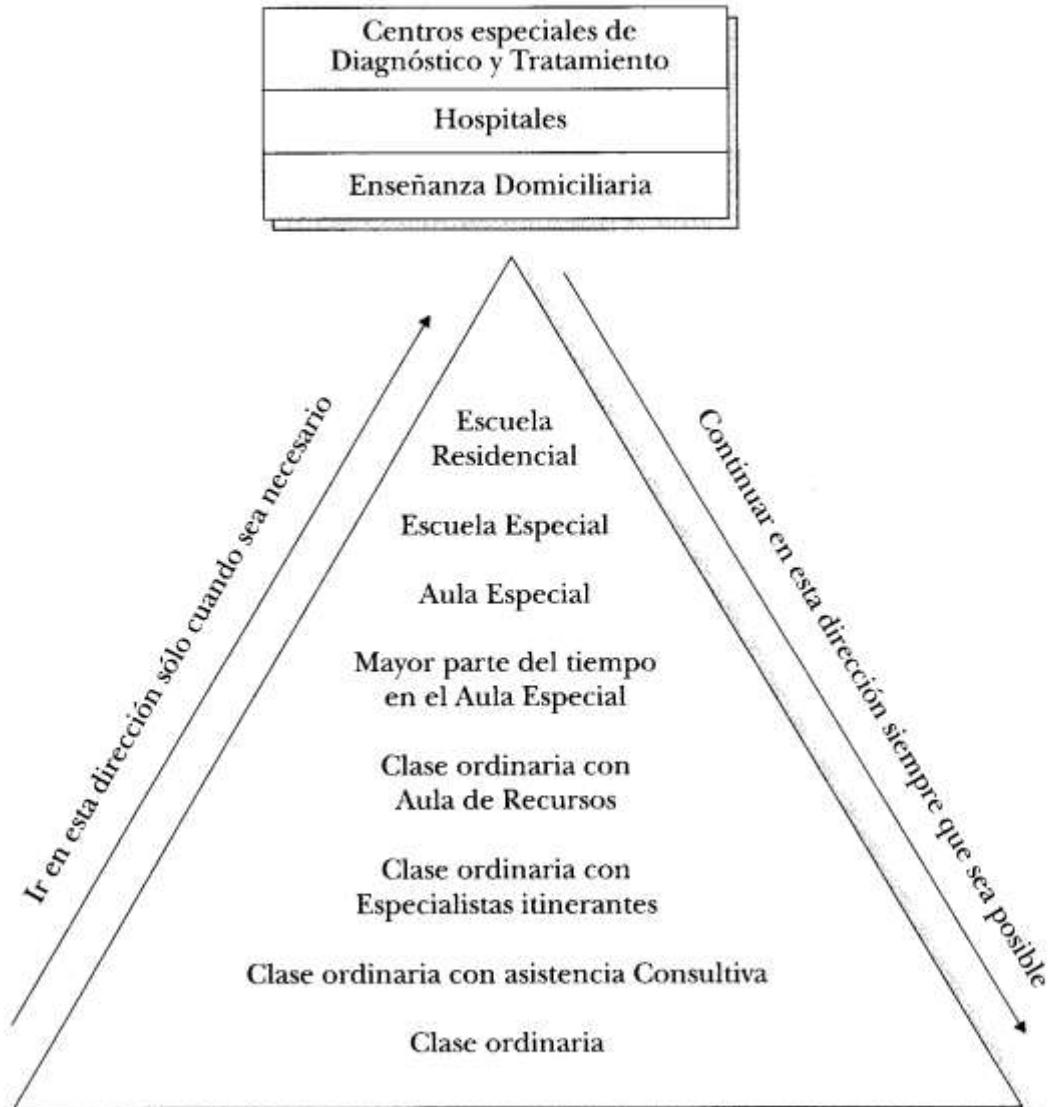 Centros especiales de
Diagnóstico y Tratamiento
Hospitales
Enseñanza Domiciliaria
Ir en esta dirección sólo cuando sea necesario
Continuar en esta dirección siempre que sea posible
Escuela
Residencial
Escuela Especial
Aula Especial
Mayor parte del tiempo
en el Aula Especial
Clase ordinaria con
Aula de Recursos
Clase ordinaria con
Especialistas itinerantes
Clase ordinaria con asistencia Consultiva
Clase ordinaria